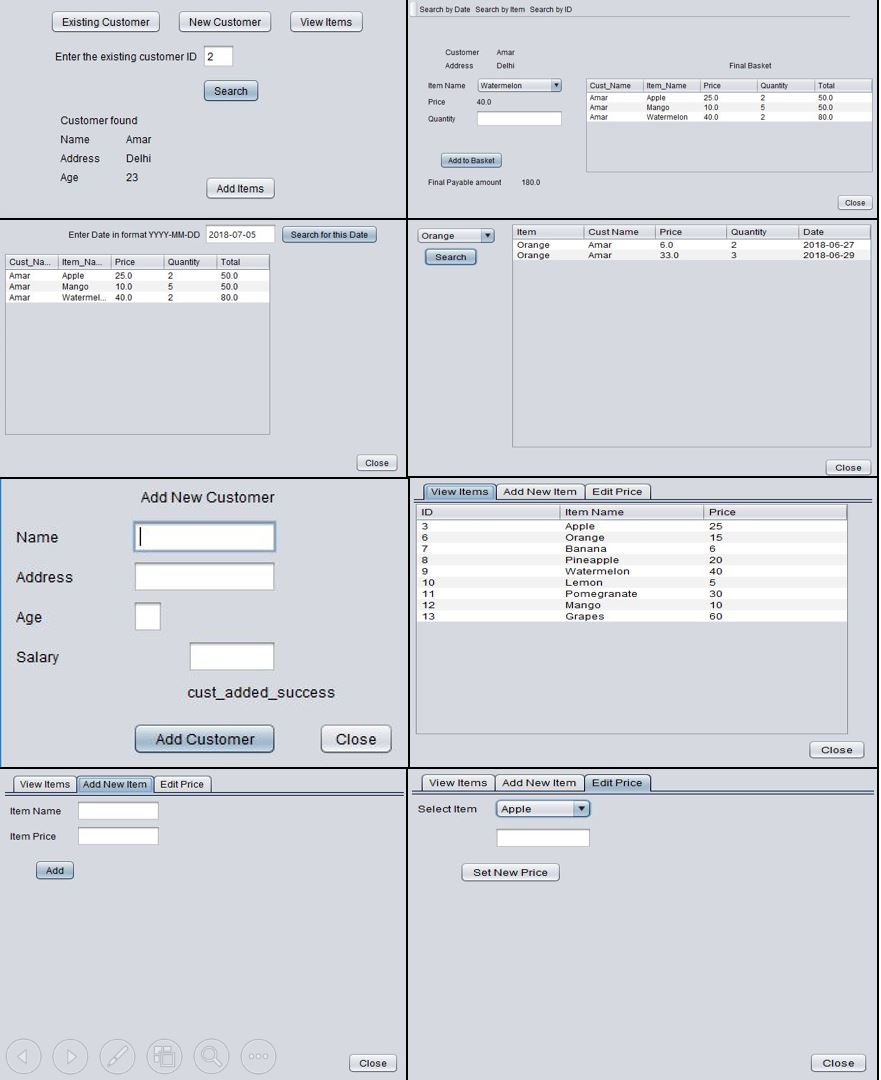 Existing Customer New Customer View Items
Enter the existing customer ID 2
Search
Customer found
Name Amar
Address Delhi
Age 23
Add Items
Search by Date Search by Item Search by ID
Customer Amar
Address Delhi
Final Basket
Item Name Watermelon
Price 40.0
Quantity
Cust_Name Item_Name Price Quantity Total
Amar Apple 25.0 2 50.0
Amar Mango 10.0 5 50.0
Amar Watermelon 40.0 2 80.0
Add to Basket
Final Payable amount 180.0
Close
Enter Date in format YYYY-MM-DD 2018-07-05 Search for this Date
Cust_Na... Item_Na... Price Quantity Total
Amar Apple 25.0 2 50.0
Amar Mango 10.0 5 50.0
Amar Watermel... 40.0 2 80.0
Close
Orange
Search
Item Cust Name Price Quantity Date
Orange Amar 6.0 2 2018-06-27
Orange Amar 33.0 3 2018-06-29
Close
Add New Customer
Name
Address
Age
Salary
cust_added_success
Add Customer Close
View Items Add New Item Edit Price
ID Item Name Price
3 Apple 25
6 Orange 15
7 Banana 6
8 Pineapple 20
9 Watermelon 40
10 Lemon 5
11 Pomegranate 30
12 Mango 10
13 Grapes 60
Close
View Items Add New Item Edit Price
Item Name
Item Price
Add
Close
View Items Add New Item Edit Price
Select Item Apple
Set New Price
Close